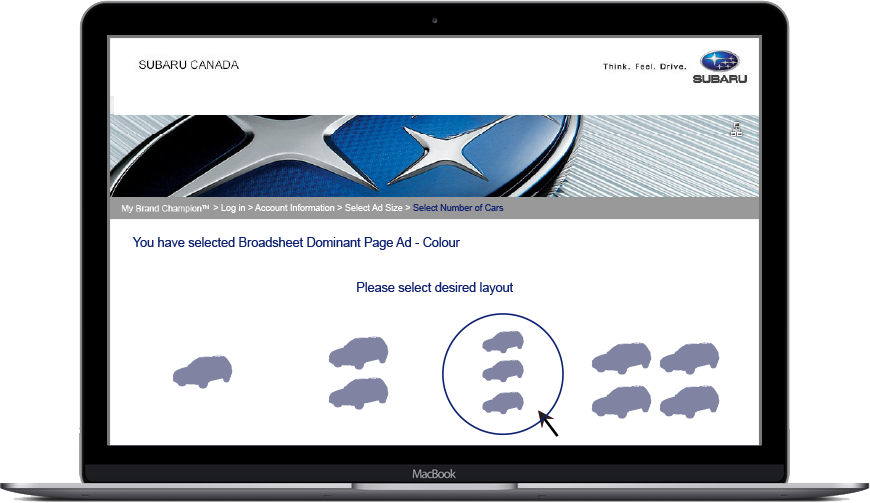 SUBARU CANADA
Think. Feel. Drive.
SUBARU
My Brand Champion™ > Log in > Account Information > Select Ad Size > Select Number of Cars
You have selected Broadsheet Dominant Page Ad - Colour
Please select desired layout
MacBook